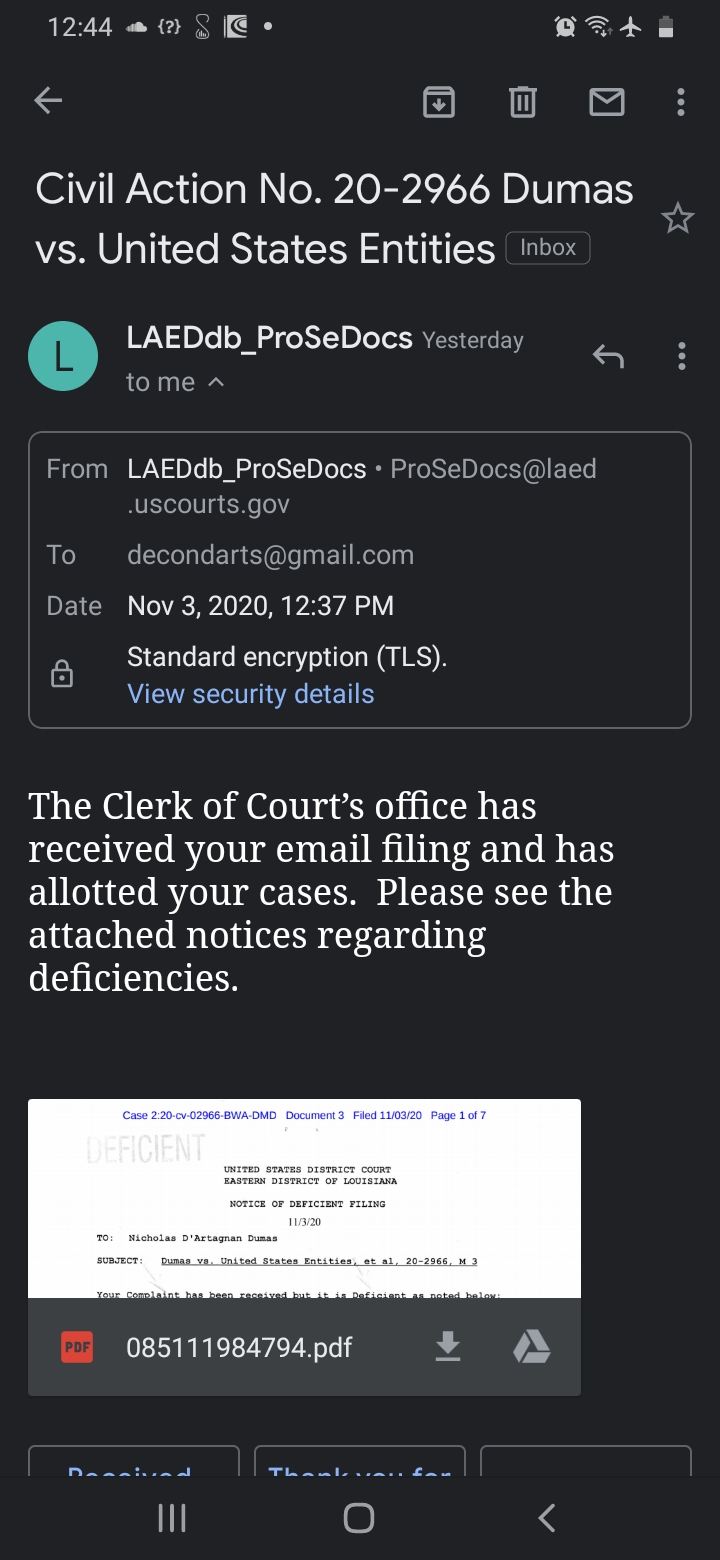 12:44 {?}
Civil Action No. 20-2966 Dumas
vs. United States Entities Inbox
L
LAEDdb_ProSeDocs Yesterday
to me
From LAEDdb_ProSeDocs • ProSeDocs@laed
.uscourts.gov
To decondarts@gmail.com
Date Nov 3, 2020, 12:37 PM
Standard encryption (TLS).
View security details
The Clerk of Court’s office has
received your email filing and has
allotted your cases.  Please see the
attached notices regarding
deficiencies.
Case 2:20-cv-02966-BWA-DMD Document 3 Filed 11/03/20 Page 1 of 7
DEFICIENT
UNITED STATES DISTRICT COURT
EASTERN DISTRICT OF LOUISIANA
NOTICE OF DEFICIENT FILING
11/3/20
TO: Nicholas D'Artagnan Dumas
SUBJECT: Dumas vs. United States Entities, et al, 20-2966, M 3
Your Complaint has been received but it is Deficient as noted below:
PDF 085111984794.pdf
Received Thank you for